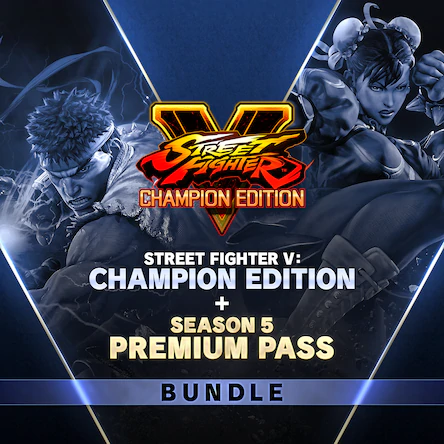 V
STREET
FIGHTER
CHAMPION EDITION
STREET FIGHTER V:
CHAMPION EDITION
+
SEASON 5
PREMIUM PASS
BUNDLE